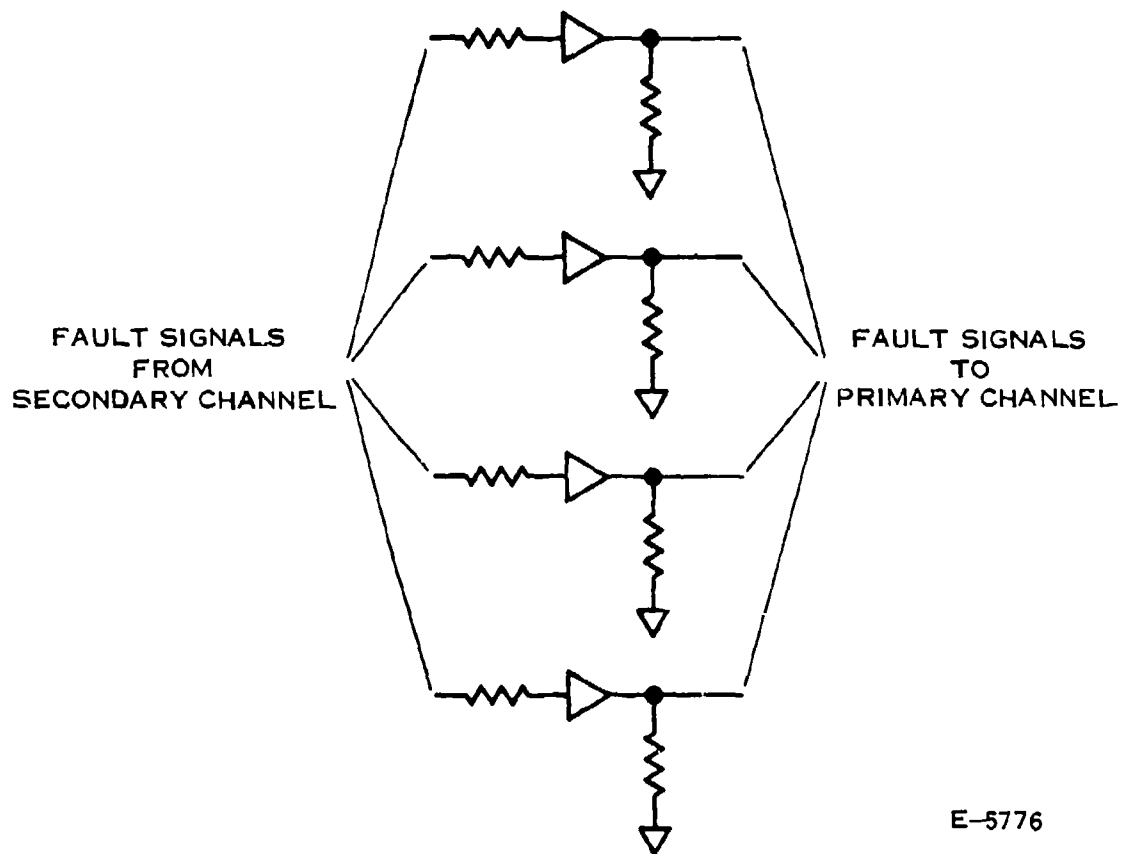 FAULT SIGNALS
FROM
SECONDARY CHANNEL
FAULT SIGNALS
TO
PRIMARY CHANNEL
E-5776